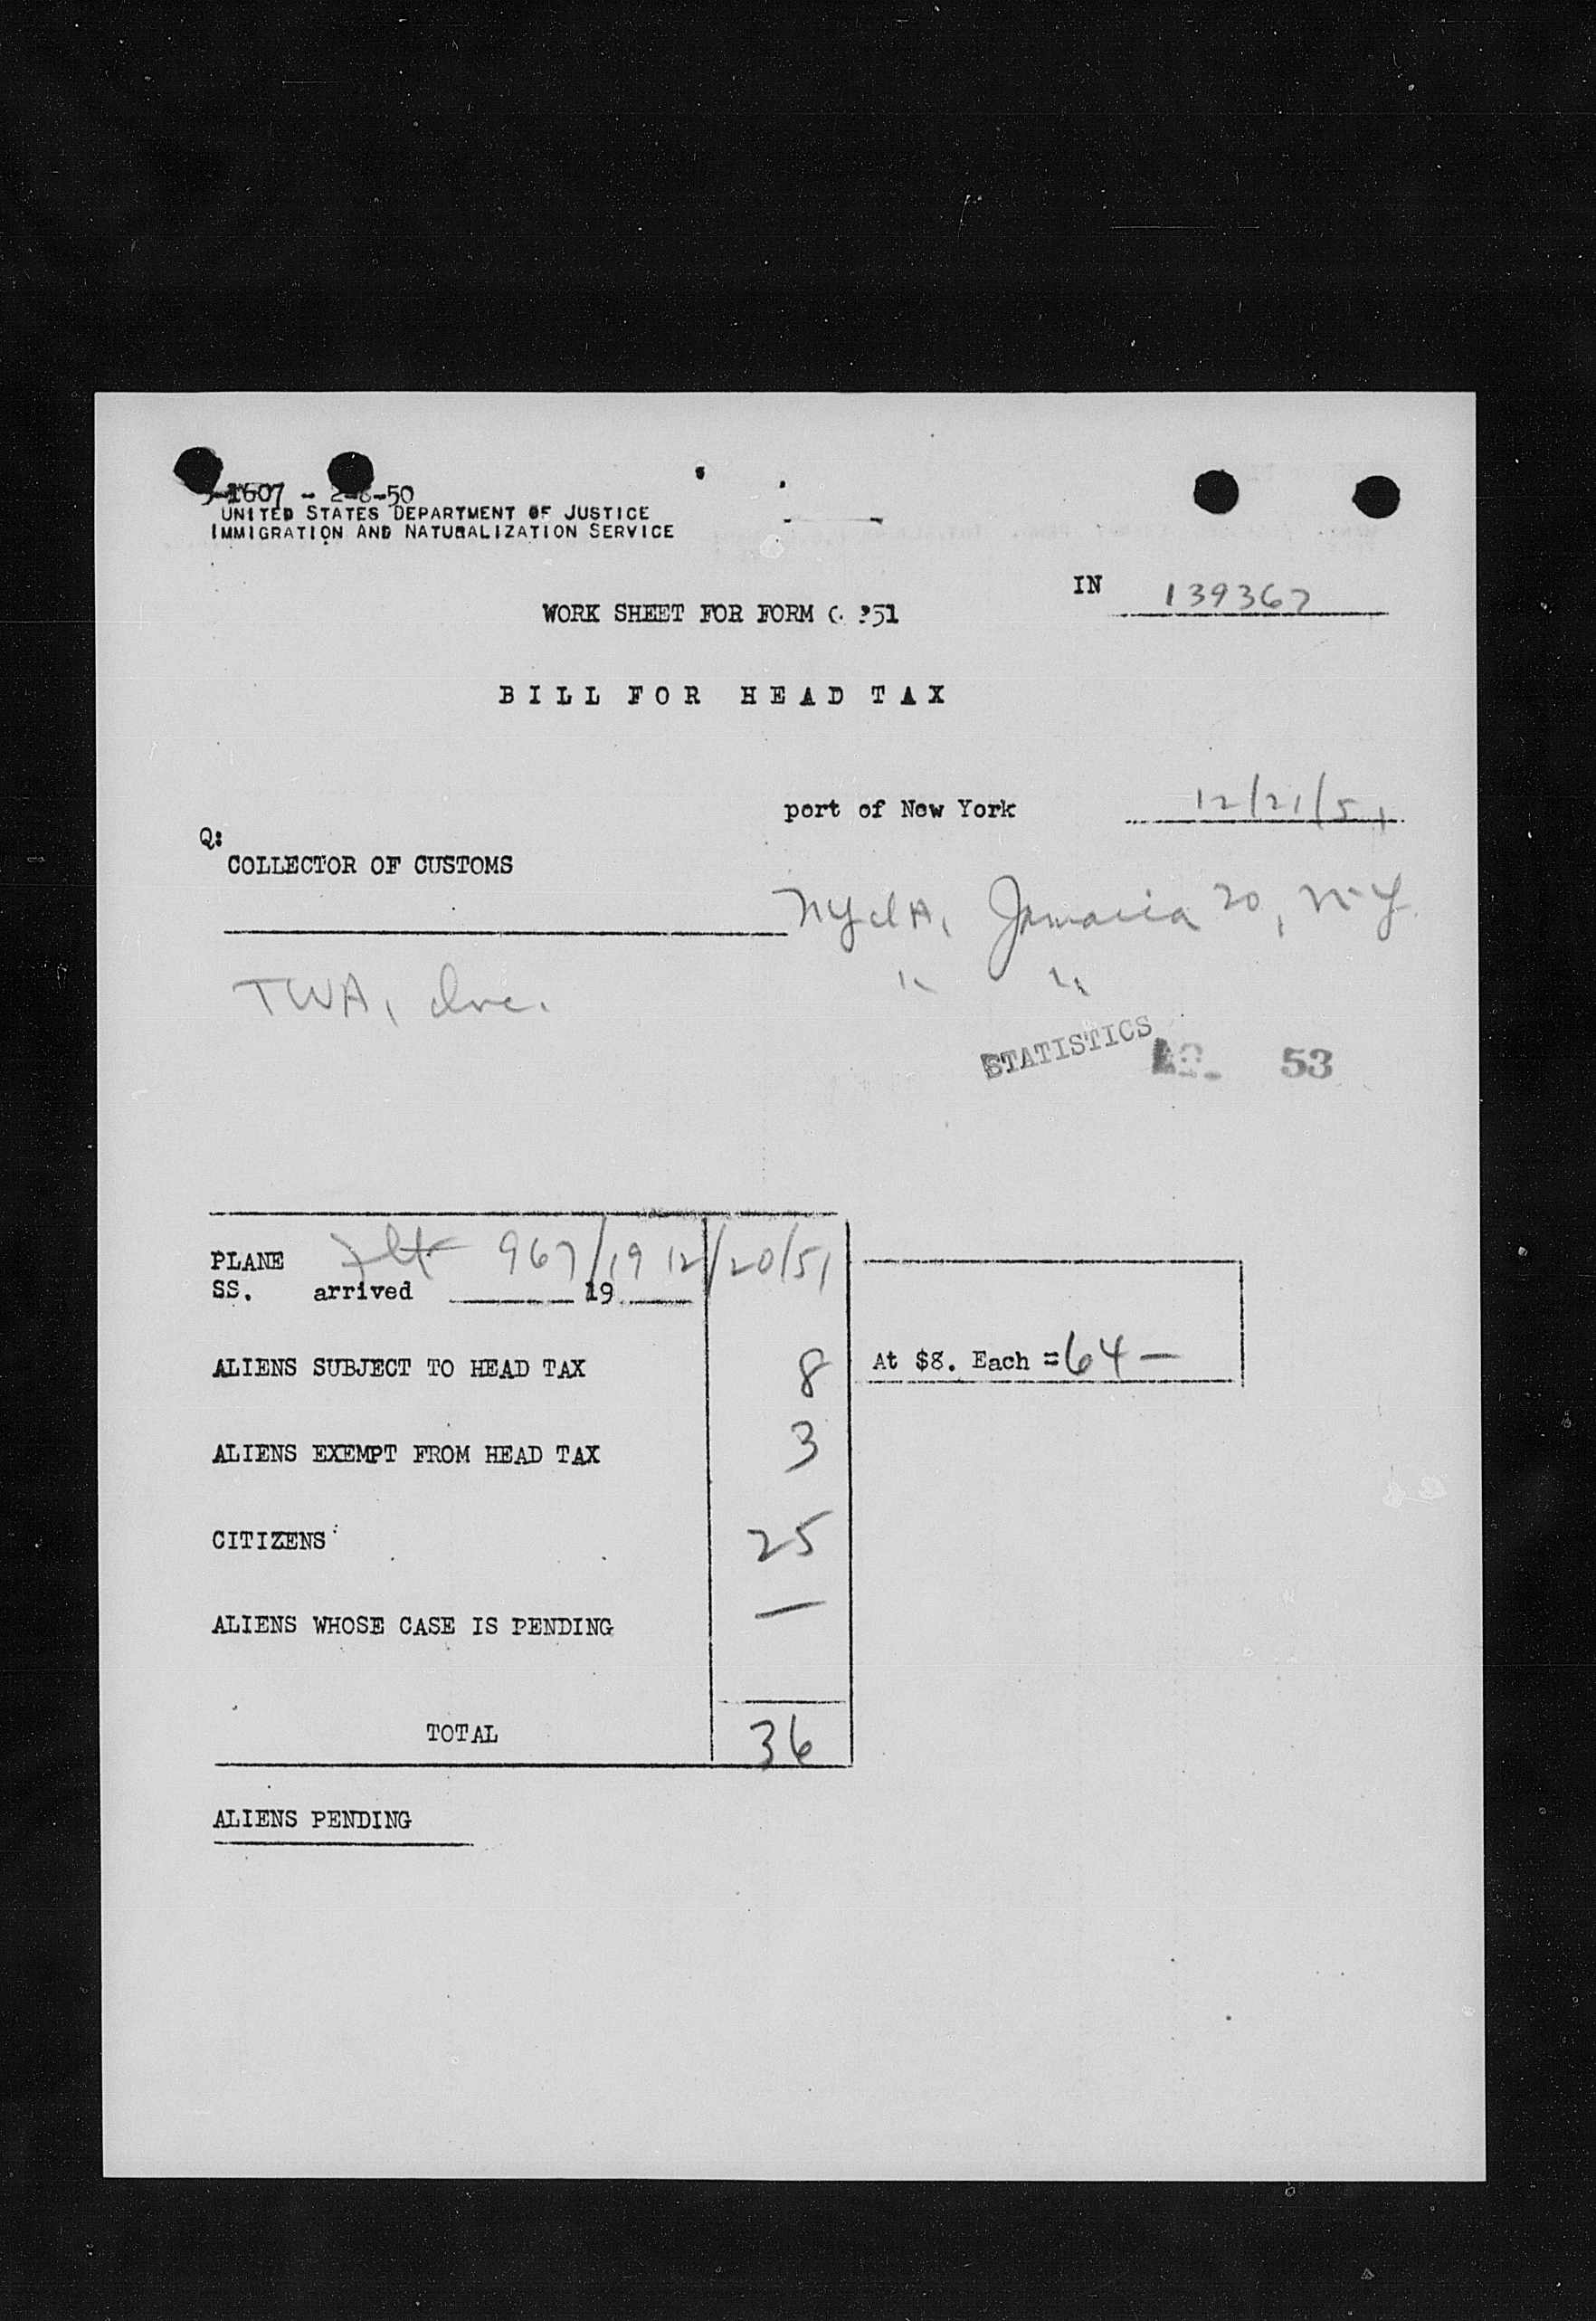 -1607 - 2-8-50
UNITED STATES DEPARTMENT OF JUSTICE
IMMIGRATION AND NATURALIZATION SERVICE
IN 139367
WORK SHEET FOR FORM 351
BILL FOR HEAD TAX
port of New York 12/21/51
Q:
COLLECTOR OF CUSTOMS
NYdA, Jamaica 20, NY
TWA, Inc. " "
STATISTICS 53
PLANE Flt 967/19 12/20/51
SS. arrived 19
ALIENS SUBJECT TO HEAD TAX 8 At $8. Each = 64 —
ALIENS EXEMPT FROM HEAD TAX 3
CITIZENS 25
ALIENS WHOSE CASE IS PENDING —
TOTAL 36
ALIENS PENDING